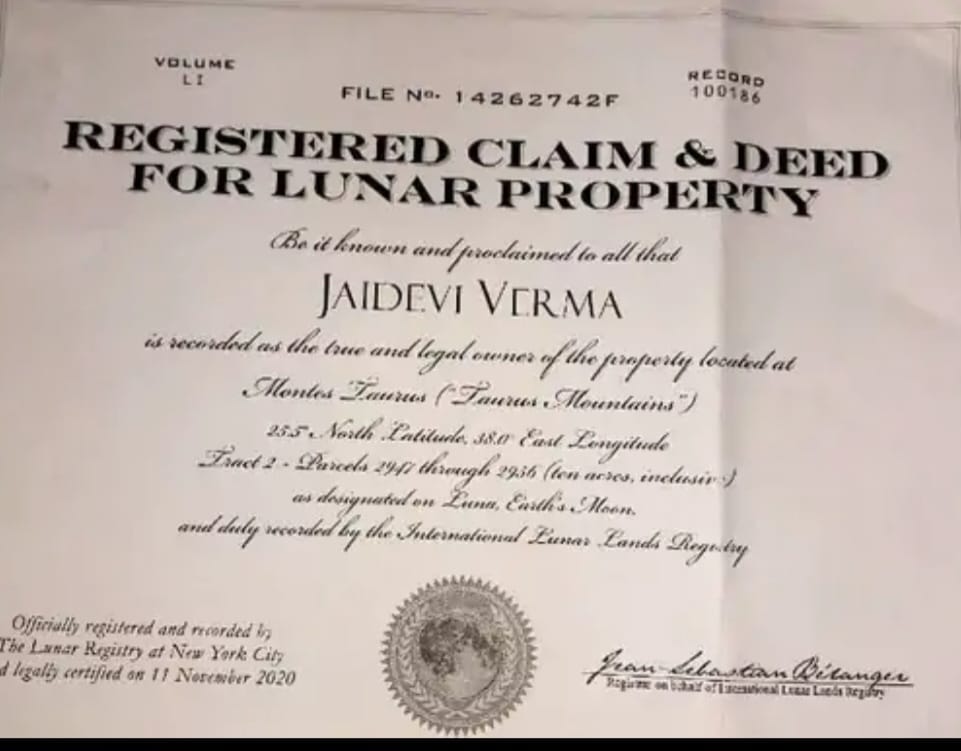 VOLUME
LI
FILE No. 14262742F
RECORD
100186
REGISTERED CLAIM & DEED
FOR LUNAR PROPERTY
Be it known and proclaimed to all that
JAIDEVI VERMA
is recorded as the true and legal owner of the property located at
Montes Taurus ("Taurus Mountains")
25.5° North Latitude, 38.0° East Longitude
Tract 2 - Parcels 2947 through 2956 (ten acres, inclusive)
as designated on Luna, Earth's Moon,
and duly recorded by the International Lunar Lands Registry
Officially registered and recorded by
The Lunar Registry at New York City
d legally certified on 11 November 2020
Jean-Sebastian Bélanger
Registrar on behalf of International Lunar Lands Registry